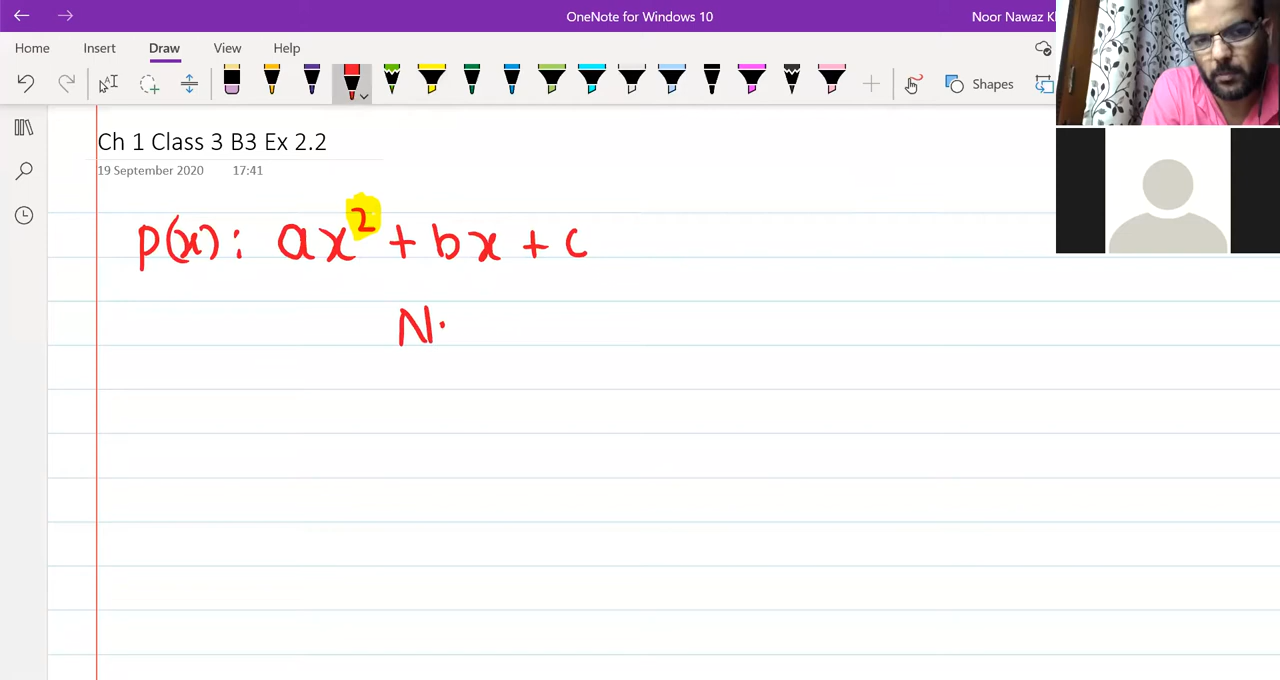 OneNote for Windows 10
Noor Nawaz
Home Insert Draw View Help
Shapes
Ch 1 Class 3 B3 Ex 2.2
19 September 2020 17:41
p(x): ax² + bx + c
N.